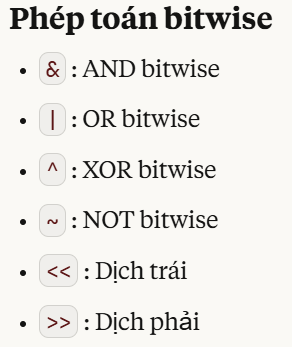 Phép toán bitwise
• & : AND bitwise
• | : OR bitwise
• ^ : XOR bitwise
• ~ : NOT bitwise
• << : Dịch trái
• >> : Dịch phải